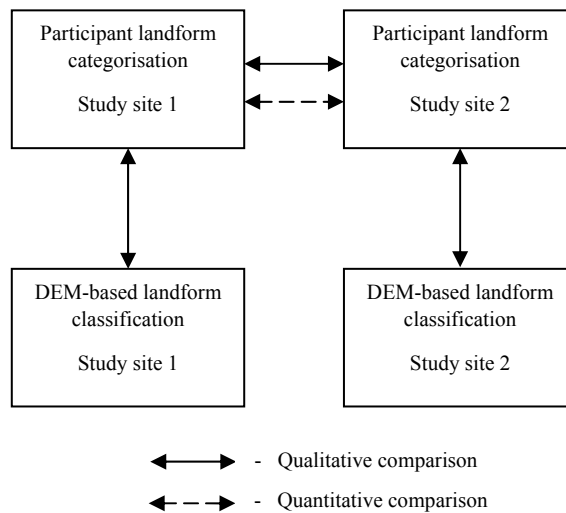 Participant landform
categorisation
Study site 1
Participant landform
categorisation
Study site 2
DEM-based landform
classification
Study site 1
DEM-based landform
classification
Study site 2
- Qualitative comparison
- Quantitative comparison